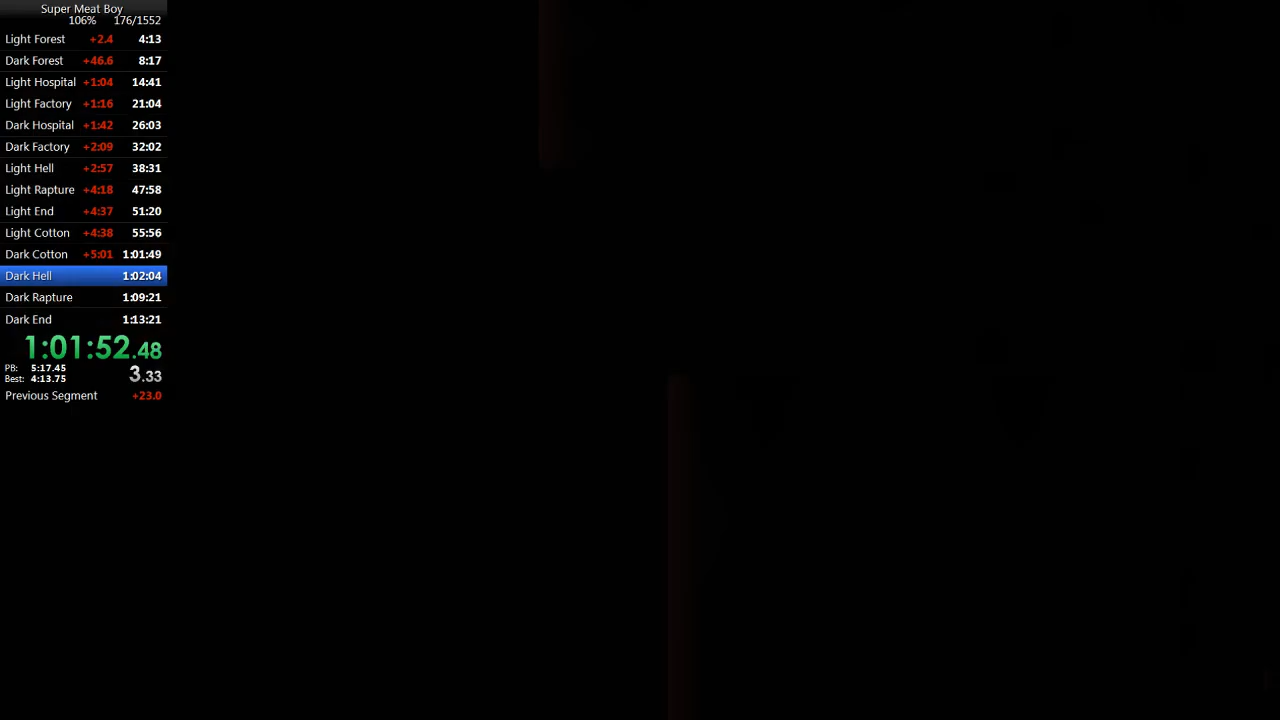 Super Meat Boy
106% 176/1552
Light Forest +2.4 4:13
Dark Forest +46.6 8:17
Light Hospital +1:04 14:41
Light Factory +1:16 21:04
Dark Hospital +1:42 26:03
Dark Factory +2:09 32:02
Light Hell +2:57 38:31
Light Rapture +4:18 47:58
Light End +4:37 51:20
Light Cotton +4:38 55:56
Dark Cotton +5:01 1:01:49
Dark Hell 1:02:04
Dark Rapture 1:09:21
Dark End 1:13:21
1:01:52.48
PB: 5:17.45
Best: 4:13.75
3.33
Previous Segment +23.0